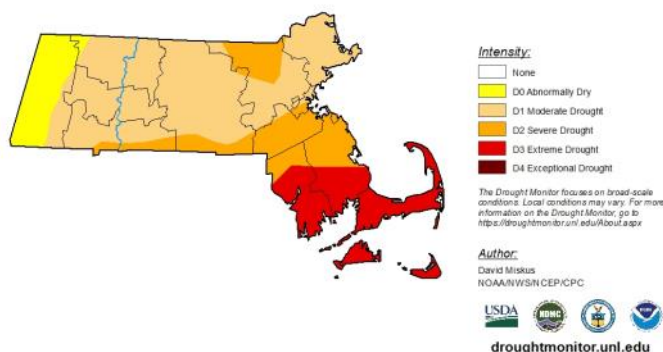 Intensity:
None
D0 Abnormally Dry
D1 Moderate Drought
D2 Severe Drought
D3 Extreme Drought
D4 Exceptional Drought
The Drought Monitor focuses on broad-scale
conditions. Local conditions may vary. For more
information on the Drought Monitor, go to
https://droughtmonitor.unl.edu/About.aspx
Author:
David Miskus
NOAA/NWS/NCEP/CPC
USDA
NDMC
droughtmonitor.unl.edu